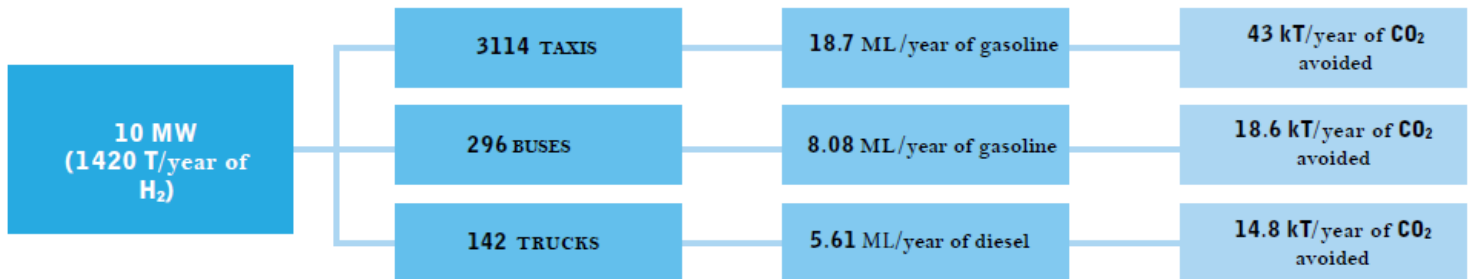 10 MW
(1420 T/year of
H₂)
3114 TAXIS
18.7 ML/year of gasoline
43 kT/year of CO₂
avoided
296 BUSES
8.08 ML/year of gasoline
18.6 kT/year of CO₂
avoided
142 TRUCKS
5.61 ML/year of diesel
14.8 kT/year of CO₂
avoided